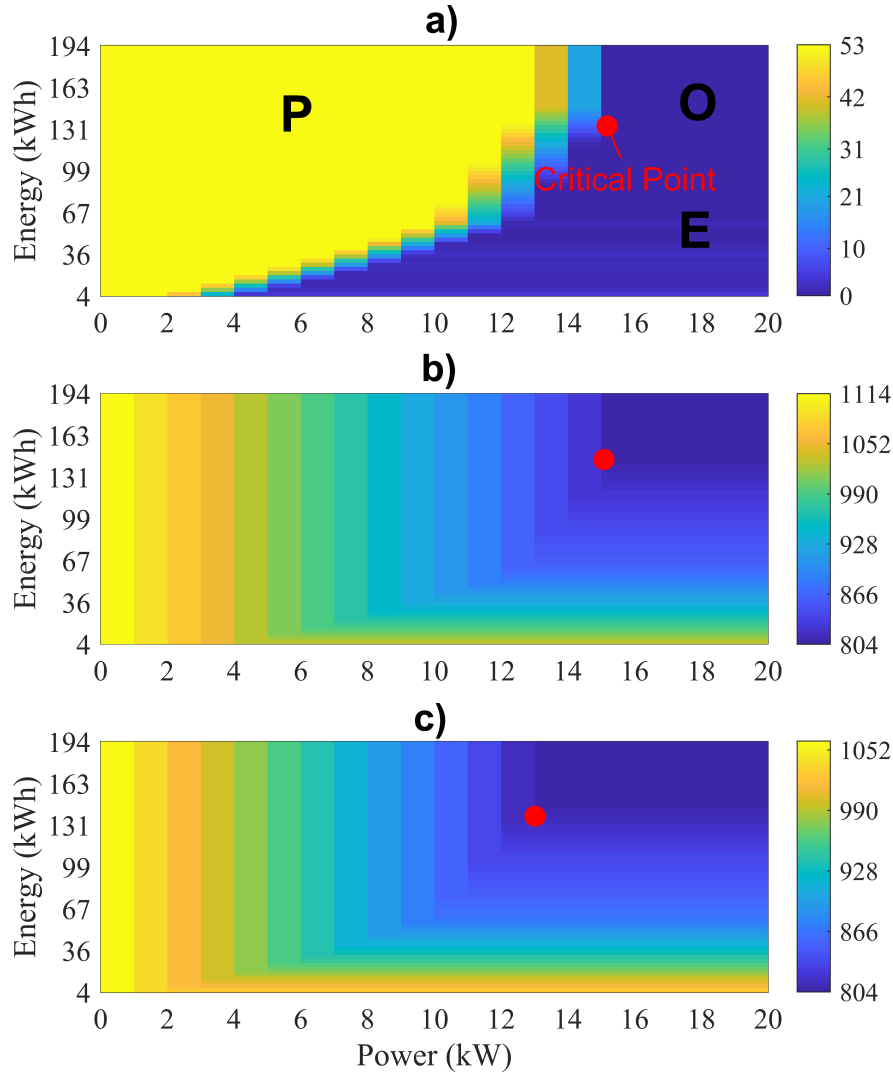 a)
194
163
131
99
67
36
4
Energy (kWh)
P
O
E
Critical Point
0 2 4 6 8 10 12 14 16 18 20
53
42
31
21
10
0
b)
194
163
131
99
67
36
4
Energy (kWh)
0 2 4 6 8 10 12 14 16 18 20
1114
1052
990
928
866
804
c)
194
163
131
99
67
36
4
Energy (kWh)
0 2 4 6 8 10 12 14 16 18 20
Power (kW)
1052
990
928
866
804